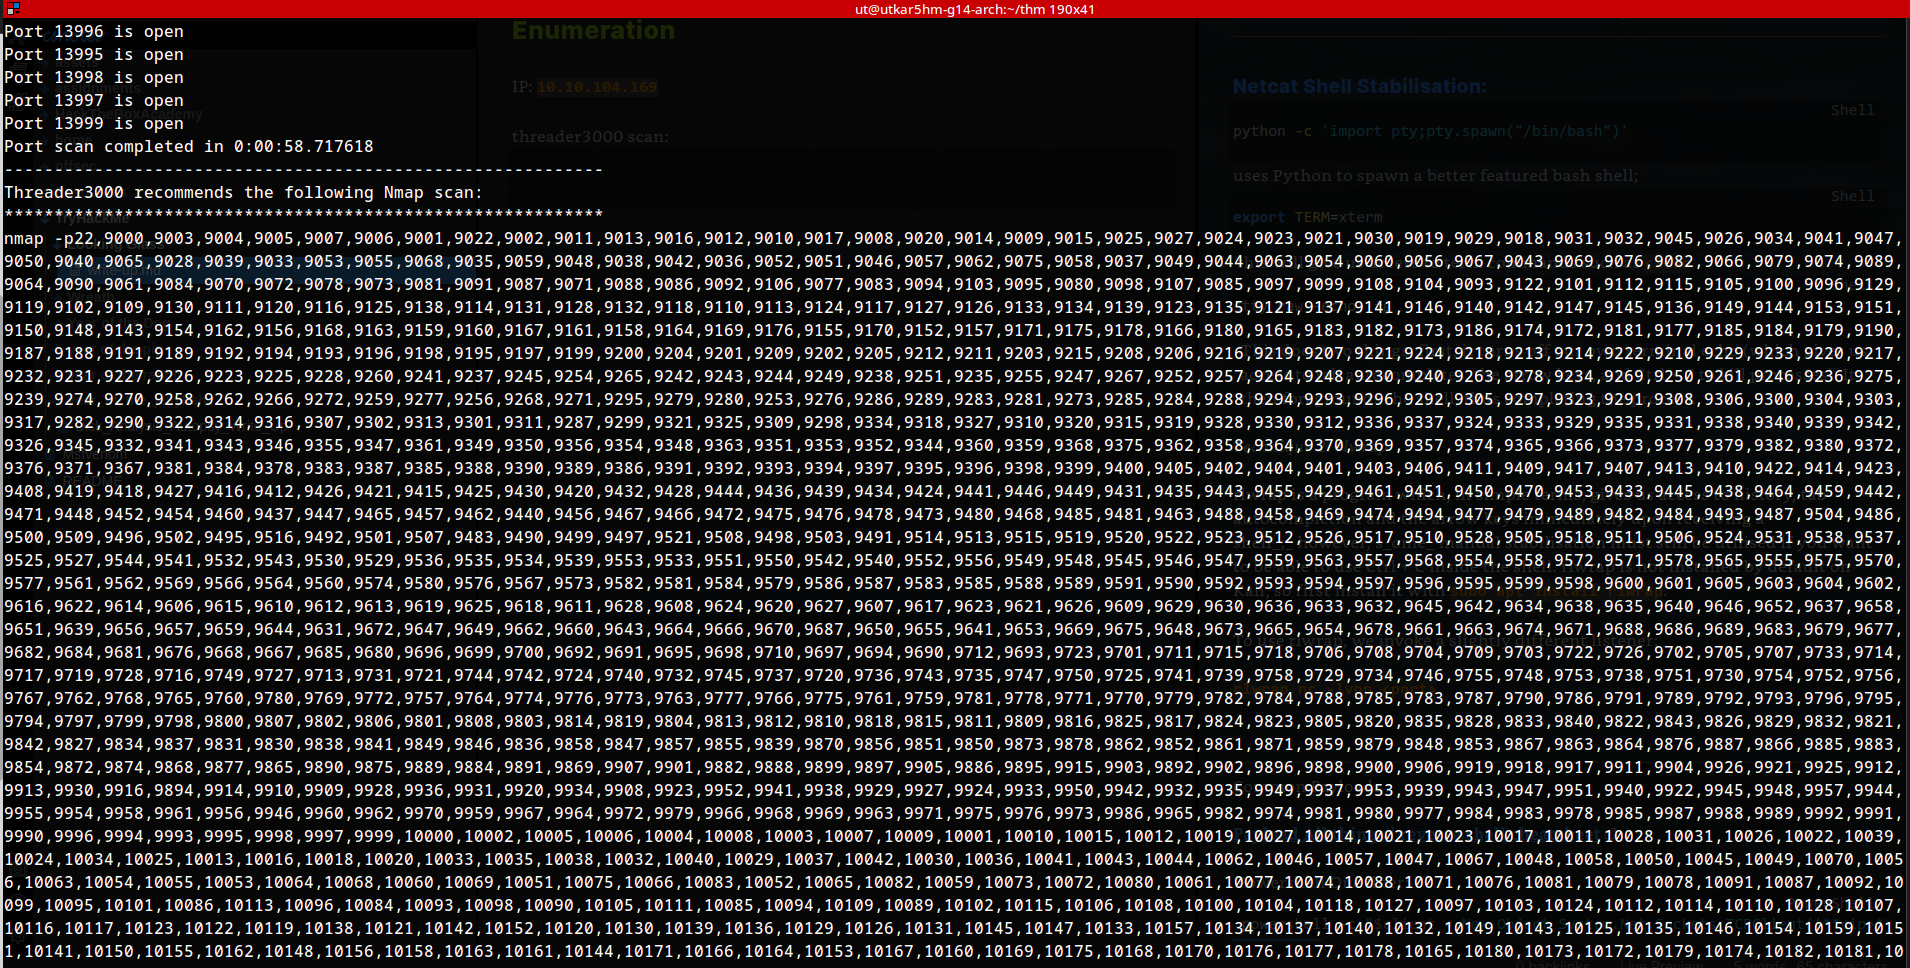 ut@utkar5hm-g14-arch:~/thm 190x41
Port 13996 is open
Port 13995 is open
Port 13998 is open
Port 13997 is open
Port 13999 is open
Port scan completed in 0:00:58.717618
------------------------------------------------------------
Threader3000 recommends the following Nmap scan:
************************************************************
nmap -p22,9000,9003,9004,9005,9007,9006,9001,9022,9002,9011,9013,9016,9012,9010,9017,9008,9020,9014,9009,9015,9025,9027,9024,9023,9021,9030,9019,9029,9018,9031,9032,9045,9026,9034,9041,9047,
9050,9040,9065,9028,9039,9033,9053,9055,9068,9035,9059,9048,9038,9042,9036,9052,9051,9046,9057,9062,9075,9058,9037,9049,9044,9063,9054,9060,9056,9067,9043,9069,9076,9082,9066,9079,9074,9089,
9064,9090,9061,9084,9070,9072,9078,9073,9081,9091,9087,9071,9088,9086,9092,9106,9077,9083,9094,9103,9095,9080,9098,9107,9085,9097,9099,9108,9104,9093,9122,9101,9112,9115,9105,9100,9096,9129,
9119,9102,9109,9130,9111,9120,9116,9125,9138,9114,9131,9128,9132,9118,9110,9113,9124,9117,9127,9126,9133,9134,9139,9123,9135,9121,9137,9141,9146,9140,9142,9147,9145,9136,9149,9144,9153,9151,
9150,9148,9143,9154,9162,9156,9168,9163,9159,9160,9167,9161,9158,9164,9169,9176,9155,9170,9152,9157,9171,9175,9178,9166,9180,9165,9183,9182,9173,9186,9174,9172,9181,9177,9185,9184,9179,9190,
9187,9188,9191,9189,9192,9194,9193,9196,9198,9195,9197,9199,9200,9204,9201,9209,9202,9205,9212,9211,9203,9215,9208,9206,9216,9219,9207,9221,9224,9218,9213,9214,9222,9210,9229,9233,9220,9217,
9232,9231,9227,9226,9223,9225,9228,9260,9241,9237,9245,9254,9265,9242,9243,9244,9249,9238,9251,9235,9255,9247,9267,9252,9257,9264,9248,9230,9240,9263,9278,9234,9269,9250,9261,9246,9236,9275,
9239,9274,9270,9258,9262,9266,9272,9259,9277,9256,9268,9271,9295,9279,9280,9253,9276,9286,9289,9283,9281,9273,9285,9284,9288,9294,9293,9296,9292,9305,9297,9323,9291,9308,9306,9300,9304,9303,
9317,9282,9290,9322,9314,9316,9307,9302,9313,9301,9311,9287,9299,9321,9325,9309,9298,9334,9318,9327,9310,9320,9315,9319,9328,9330,9312,9336,9337,9324,9333,9329,9335,9331,9338,9340,9339,9342,
9326,9345,9332,9341,9343,9346,9355,9347,9361,9349,9350,9356,9354,9348,9363,9351,9353,9352,9344,9360,9359,9368,9375,9362,9358,9364,9370,9369,9357,9374,9365,9366,9373,9377,9379,9382,9380,9372,
9376,9371,9367,9381,9384,9378,9383,9387,9385,9388,9390,9389,9386,9391,9392,9393,9394,9397,9395,9396,9398,9399,9400,9405,9402,9404,9401,9403,9406,9411,9409,9417,9407,9413,9410,9422,9414,9423,
9408,9419,9418,9427,9416,9412,9426,9421,9415,9425,9430,9420,9432,9428,9444,9436,9439,9434,9424,9441,9446,9449,9431,9435,9443,9455,9429,9461,9451,9450,9470,9453,9433,9445,9438,9464,9459,9442,
9471,9448,9452,9454,9460,9437,9447,9465,9457,9462,9440,9456,9467,9466,9472,9475,9476,9478,9473,9480,9468,9485,9481,9463,9488,9458,9469,9474,9494,9477,9479,9489,9482,9484,9493,9487,9504,9486,
9500,9509,9496,9502,9495,9516,9492,9501,9507,9483,9490,9499,9497,9521,9508,9498,9503,9491,9514,9513,9515,9519,9520,9522,9523,9512,9526,9517,9510,9528,9505,9518,9511,9506,9524,9531,9538,9537,
9525,9527,9544,9541,9532,9543,9530,9529,9536,9535,9534,9539,9553,9533,9551,9550,9542,9540,9552,9556,9549,9548,9545,9546,9547,9560,9563,9568,9554,9558,9578,9572,9557,9571,9565,9555,9575,9570,
9577,9561,9562,9569,9566,9564,9560,9574,9580,9576,9567,9573,9582,9581,9584,9579,9586,9587,9583,9585,9588,9589,9591,9590,9592,9593,9594,9597,9596,9595,9599,9598,9600,9601,9605,9603,9604,9602,
9616,9622,9614,9606,9615,9610,9612,9613,9619,9625,9618,9611,9628,9608,9624,9620,9627,9607,9617,9623,9621,9626,9609,9629,9630,9636,9633,9632,9645,9642,9634,9638,9635,9640,9646,9652,9637,9658,
9651,9639,9656,9657,9659,9644,9631,9672,9647,9649,9662,9660,9643,9664,9666,9670,9687,9650,9655,9641,9653,9669,9675,9648,9673,9665,9654,9678,9661,9663,9674,9671,9688,9686,9689,9683,9679,9677,
9682,9684,9681,9676,9668,9667,9685,9680,9696,9699,9700,9692,9691,9695,9698,9710,9697,9694,9690,9712,9693,9723,9701,9711,9715,9718,9706,9708,9704,9709,9703,9722,9726,9702,9705,9707,9733,9714,
9717,9719,9728,9716,9749,9727,9713,9731,9721,9744,9742,9724,9740,9732,9745,9737,9720,9736,9743,9735,9747,9750,9725,9741,9739,9758,9729,9734,9746,9755,9748,9753,9738,9751,9730,9754,9752,9756,
9767,9762,9768,9765,9760,9780,9769,9772,9757,9764,9774,9776,9773,9763,9777,9766,9775,9761,9759,9781,9778,9771,9770,9779,9782,9784,9788,9785,9783,9787,9790,9786,9791,9789,9792,9793,9796,9795,
9794,9797,9799,9798,9800,9807,9802,9806,9801,9808,9803,9814,9819,9804,9813,9812,9810,9818,9815,9811,9809,9816,9825,9817,9824,9823,9805,9820,9835,9828,9833,9840,9822,9843,9826,9829,9832,9821,
9842,9827,9834,9837,9831,9830,9838,9841,9849,9846,9836,9858,9847,9857,9855,9839,9870,9856,9851,9850,9873,9878,9862,9852,9861,9871,9859,9879,9848,9853,9867,9863,9864,9876,9887,9866,9885,9883,
9854,9872,9874,9868,9877,9865,9890,9875,9889,9884,9891,9869,9907,9901,9882,9888,9899,9897,9905,9886,9895,9915,9903,9892,9902,9896,9898,9900,9906,9919,9918,9917,9911,9904,9926,9921,9925,9912,
9913,9930,9916,9894,9914,9910,9909,9928,9936,9931,9920,9934,9908,9923,9952,9941,9938,9929,9927,9924,9933,9950,9942,9932,9935,9949,9937,9953,9939,9943,9947,9951,9940,9922,9945,9948,9957,9944,
9955,9954,9958,9961,9956,9946,9960,9962,9970,9959,9967,9964,9972,9979,9966,9968,9969,9963,9971,9975,9976,9973,9986,9965,9982,9974,9981,9980,9977,9984,9983,9978,9985,9987,9988,9989,9992,9991,
9990,9996,9994,9993,9995,9998,9997,9999,10000,10002,10005,10006,10004,10008,10003,10007,10009,10001,10010,10015,10012,10019,10027,10014,10021,10023,10017,10011,10028,10031,10026,10022,10039,
10024,10034,10025,10013,10016,10018,10020,10033,10035,10038,10032,10040,10029,10037,10042,10030,10036,10041,10043,10044,10062,10046,10057,10047,10067,10048,10058,10050,10045,10049,10070,1005
6,10063,10054,10055,10053,10064,10068,10060,10069,10051,10075,10066,10083,10052,10065,10082,10059,10073,10072,10080,10061,10077,10074,10088,10071,10076,10081,10079,10078,10091,10087,10092,10
099,10095,10101,10086,10113,10096,10084,10093,10098,10090,10105,10111,10085,10094,10109,10089,10102,10115,10106,10108,10100,10104,10118,10127,10097,10103,10124,10112,10114,10110,10128,10107,
10116,10117,10123,10122,10119,10138,10121,10142,10152,10120,10130,10139,10136,10129,10126,10131,10145,10147,10133,10157,10134,10137,10140,10132,10149,10143,10125,10135,10146,10154,10159,1015
1,10141,10150,10155,10162,10148,10156,10158,10163,10161,10144,10171,10166,10164,10153,10167,10160,10169,10175,10168,10170,10176,10177,10178,10165,10180,10173,10172,10179,10174,10182,10181,10
Enumeration
IP: 10.10.104.169
threader3000 scan:
Netcat Shell Stabilisation:
Shell
python -c 'import pty;pty.spawn("/bin/bash")'
uses Python to spawn a better featured bash shell;
Shell
export TERM=xterm